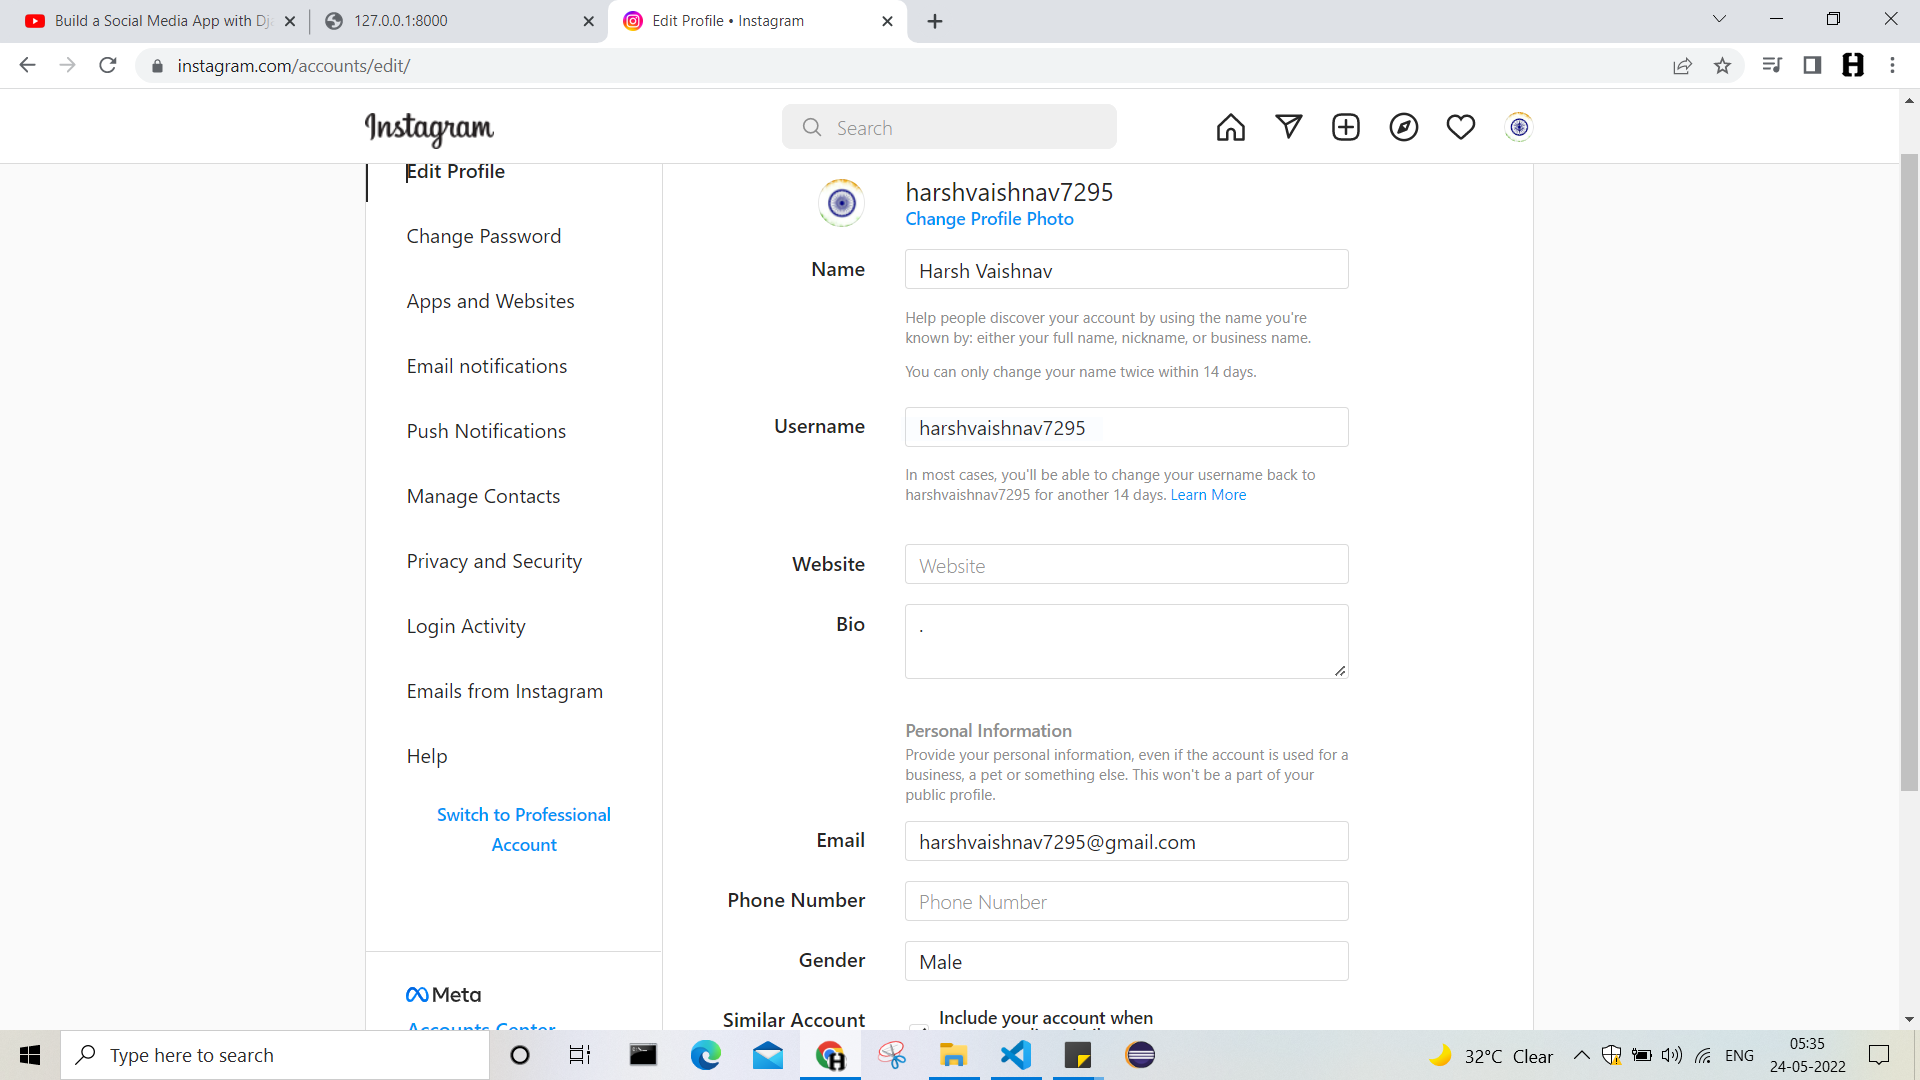 Build a Social Media App with Dj
127.0.0.1:8000
Edit Profile • Instagram
instagram.com/accounts/edit/
Instagram
Search
Edit Profile
Change Password
Apps and Websites
Email notifications
Push Notifications
Manage Contacts
Privacy and Security
Login Activity
Emails from Instagram
Help
Switch to Professional
Account
Meta
Accounts Center
harshvaishnav7295
Change Profile Photo
Name
Harsh Vaishnav
Help people discover your account by using the name you're
known by: either your full name, nickname, or business name.
You can only change your name twice within 14 days.
Username
harshvaishnav7295
In most cases, you'll be able to change your username back to
harshvaishnav7295 for another 14 days. Learn More
Website
Website
Bio
.
Personal Information
Provide your personal information, even if the account is used for a
business, a pet or something else. This won't be a part of your
public profile.
Email
harshvaishnav7295@gmail.com
Phone Number
Phone Number
Gender
Male
Similar Account
Include your account when
Type here to search
32°C Clear
ENG
05:35
24-05-2022